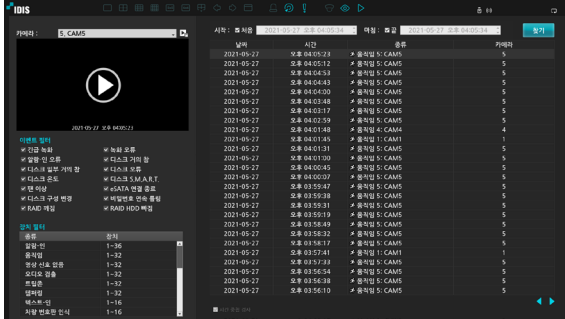 IDIS
카메라 : 5, CAM5
2021-05-27 오후 04:05:23
이벤트 필터
긴급 녹화 녹화 오류
알람-인 오류 디스크 거의 참
디스크 일부 거의 참 디스크 오류
디스크 온도 디스크 S.M.A.R.T.
팬 이상 eSATA 연결 종료
디스크 구성 변경 비밀번호 연속 틀림
RAID 깨짐 RAID HDD 빠짐
장치 필터
종류 장치
알람-인 1~36
움직임 1~32
영상 신호 없음 1~32
오디오 검출 1~32
트립존 1~32
탬퍼링 1~32
텍스트-인 1~16
차량 번호판 인식 1~16
시작 : 처음 2021-05-27 오후 04:05:34 마침 : 끝 2021-05-27 오후 04:05:34 찾기
날짜 시간 종류 카메라
2021-05-27 오후 04:05:23 움직임 5: CAM5 5
2021-05-27 오후 04:05:12 움직임 5: CAM5 5
2021-05-27 오후 04:04:53 움직임 5: CAM5 5
2021-05-27 오후 04:04:43 움직임 5: CAM5 5
2021-05-27 오후 04:04:00 움직임 5: CAM5 5
2021-05-27 오후 04:03:48 움직임 5: CAM5 5
2021-05-27 오후 04:03:17 움직임 5: CAM5 5
2021-05-27 오후 04:02:59 움직임 5: CAM5 5
2021-05-27 오후 04:01:48 움직임 4: CAM4 4
2021-05-27 오후 04:01:45 움직임 1: CAM1 1
2021-05-27 오후 04:01:31 움직임 5: CAM5 5
2021-05-27 오후 04:01:00 움직임 5: CAM5 5
2021-05-27 오후 04:00:45 움직임 5: CAM5 5
2021-05-27 오후 04:00:07 움직임 5: CAM5 5
2021-05-27 오후 03:59:47 움직임 5: CAM5 5
2021-05-27 오후 03:59:38 움직임 5: CAM5 5
2021-05-27 오후 03:59:31 움직임 5: CAM5 5
2021-05-27 오후 03:59:19 움직임 5: CAM5 5
2021-05-27 오후 03:58:49 움직임 5: CAM5 5
2021-05-27 오후 03:58:32 움직임 5: CAM5 5
2021-05-27 오후 03:58:17 움직임 5: CAM5 5
2021-05-27 오후 03:57:41 움직임 1: CAM1 1
2021-05-27 오후 03:57:33 움직임 5: CAM5 5
2021-05-27 오후 03:56:54 움직임 5: CAM5 5
2021-05-27 오후 03:56:38 움직임 5: CAM5 5
2021-05-27 오후 03:56:10 움직임 5: CAM5 5